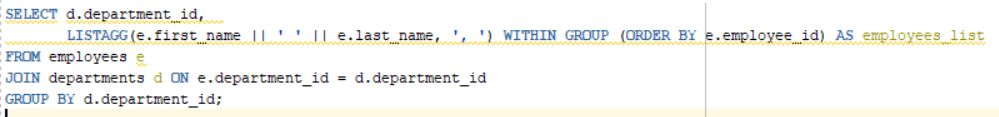 SELECT d.department_id,
LISTAGG(e.first_name || ' ' || e.last_name, ', ') WITHIN GROUP (ORDER BY e.employee_id) AS employees_list
FROM employees e
JOIN departments d ON e.department_id = d.department_id
GROUP BY d.department_id;